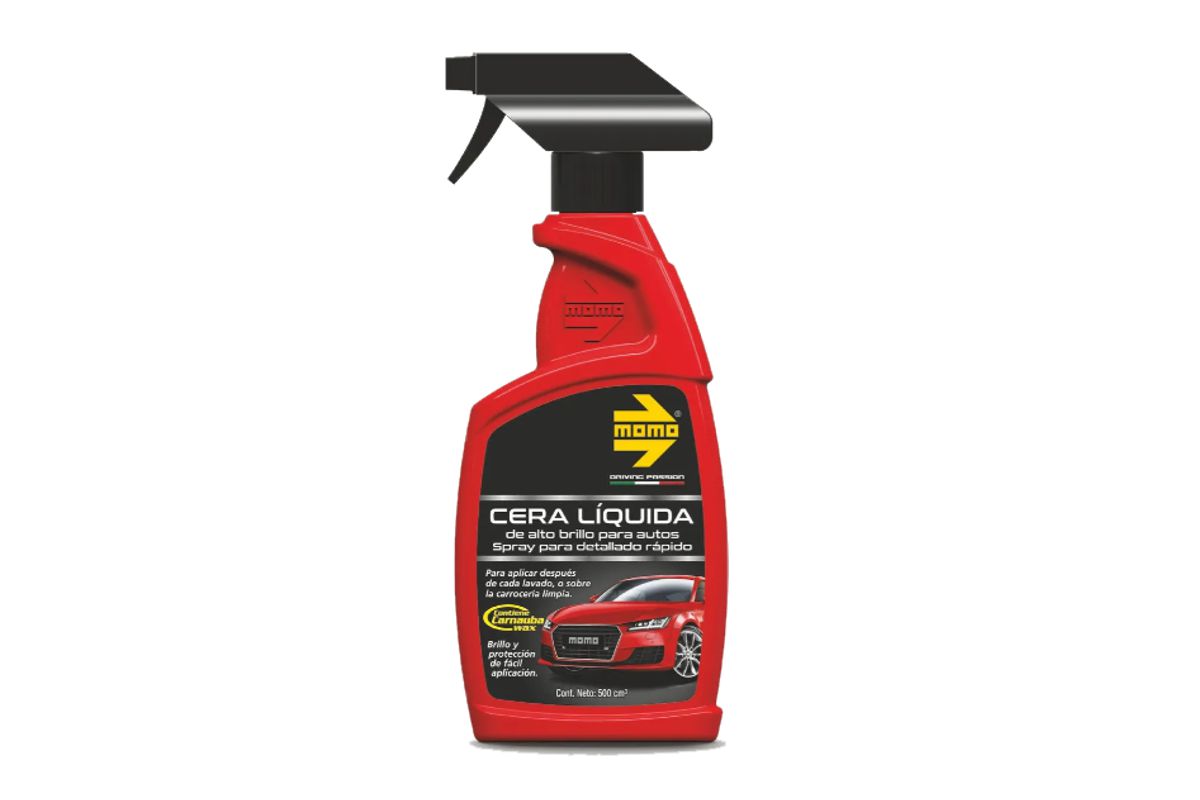 momo
momo
®
DRIVING PASSION
CERA LÍQUIDA
de alto brillo para autos
Spray para detallado rápido
Para aplicar después
de cada lavado, o sobre
la carrocería limpia.
Contiene
Carnauba
wax
momo
Brillo y
protección
de fácil
aplicación.
Cont. Neto: 500 cm³